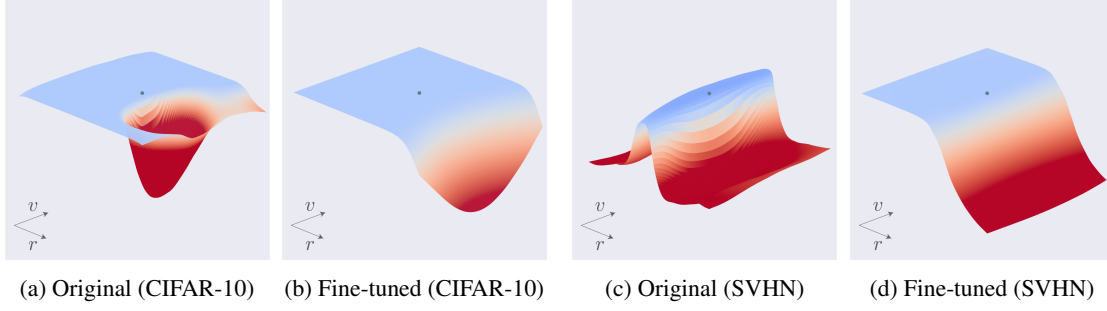 v
r
v
r
v
r
v
r
(a) Original (CIFAR-10)
(b) Fine-tuned (CIFAR-10)
(c) Original (SVHN)
(d) Fine-tuned (SVHN)